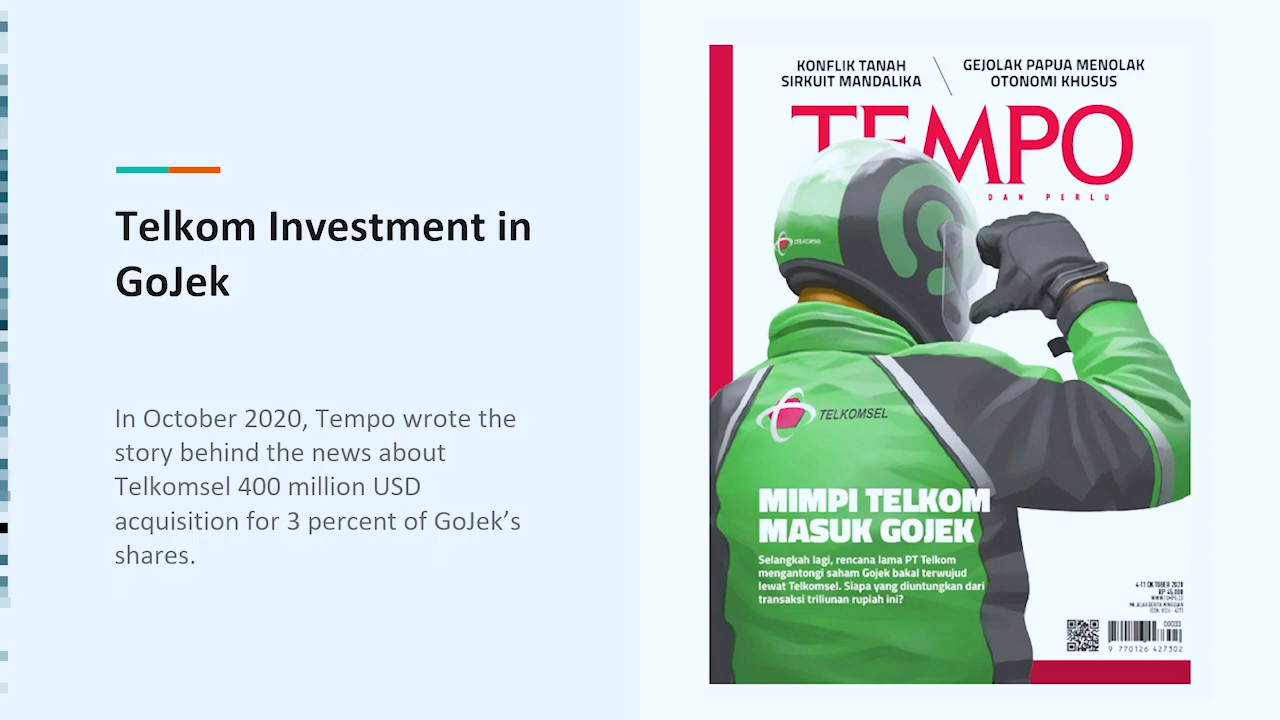 Telkom Investment in
GoJek
In October 2020, Tempo wrote the
story behind the news about
Telkomsel 400 million USD
acquisition for 3 percent of GoJek’s
shares.
KONFLIK TANAH
SIRKUIT MANDALIKA
GEJOLAK PAPUA MENOLAK
OTONOMI KHUSUS
TEMPO
DAN PERLU
TELKOMSEL
TELKOMSEL
MIMPI TELKOM
MASUK GOJEK
Selangkah lagi, rencana lama PT Telkom
mengantongi saham Gojek bakal terwujud
lewat Telkomsel. Siapa yang diuntungkan dari
transaksi triliunan rupiah ini?
4-11 OKTOBER 2020
00033
9 770126 427302